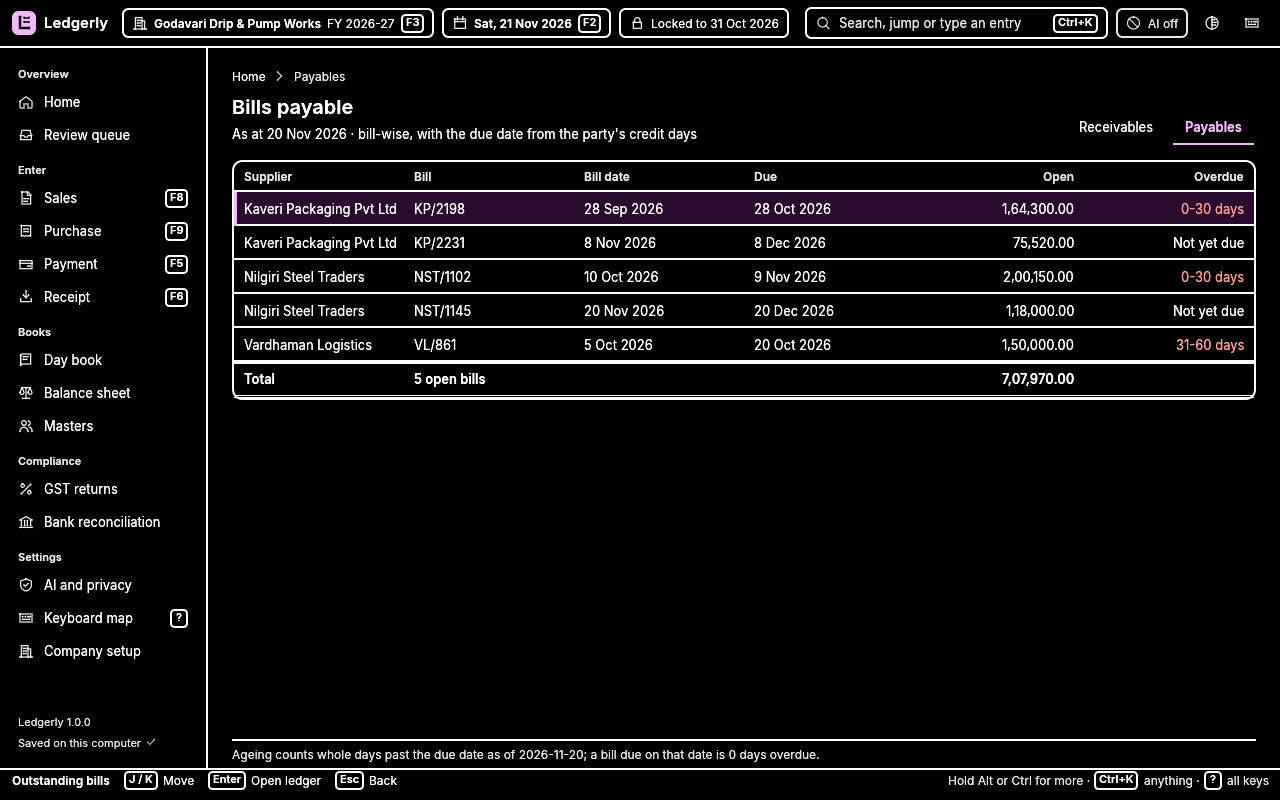 Ledgerly
Godavari Drip & Pump Works FY 2026-27 F3
Sat, 21 Nov 2026 F2
Locked to 31 Oct 2026
Search, jump or type an entry Ctrl+K
AI off
Overview
Home
Review queue
Enter
Sales F8
Purchase F9
Payment F5
Receipt F6
Books
Day book
Balance sheet
Masters
Compliance
GST returns
Bank reconciliation
Settings
AI and privacy
Keyboard map ?
Company setup
Ledgerly 1.0.0
Saved on this computer
Home Payables
Bills payable
As at 20 Nov 2026 · bill-wise, with the due date from the party's credit days
Receivables Payables
Supplier Bill Bill date Due Open Overdue
Kaveri Packaging Pvt Ltd KP/2198 28 Sep 2026 28 Oct 2026 1,64,300.00 0-30 days
Kaveri Packaging Pvt Ltd KP/2231 8 Nov 2026 8 Dec 2026 75,520.00 Not yet due
Nilgiri Steel Traders NST/1102 10 Oct 2026 9 Nov 2026 2,00,150.00 0-30 days
Nilgiri Steel Traders NST/1145 20 Nov 2026 20 Dec 2026 1,18,000.00 Not yet due
Vardhaman Logistics VL/861 5 Oct 2026 20 Oct 2026 1,50,000.00 31-60 days
Total 5 open bills 7,07,970.00
Ageing counts whole days past the due date as of 2026-11-20; a bill due on that date is 0 days overdue.
Outstanding bills J / K Move Enter Open ledger Esc Back
Hold Alt or Ctrl for more · Ctrl+K anything · ? all keys